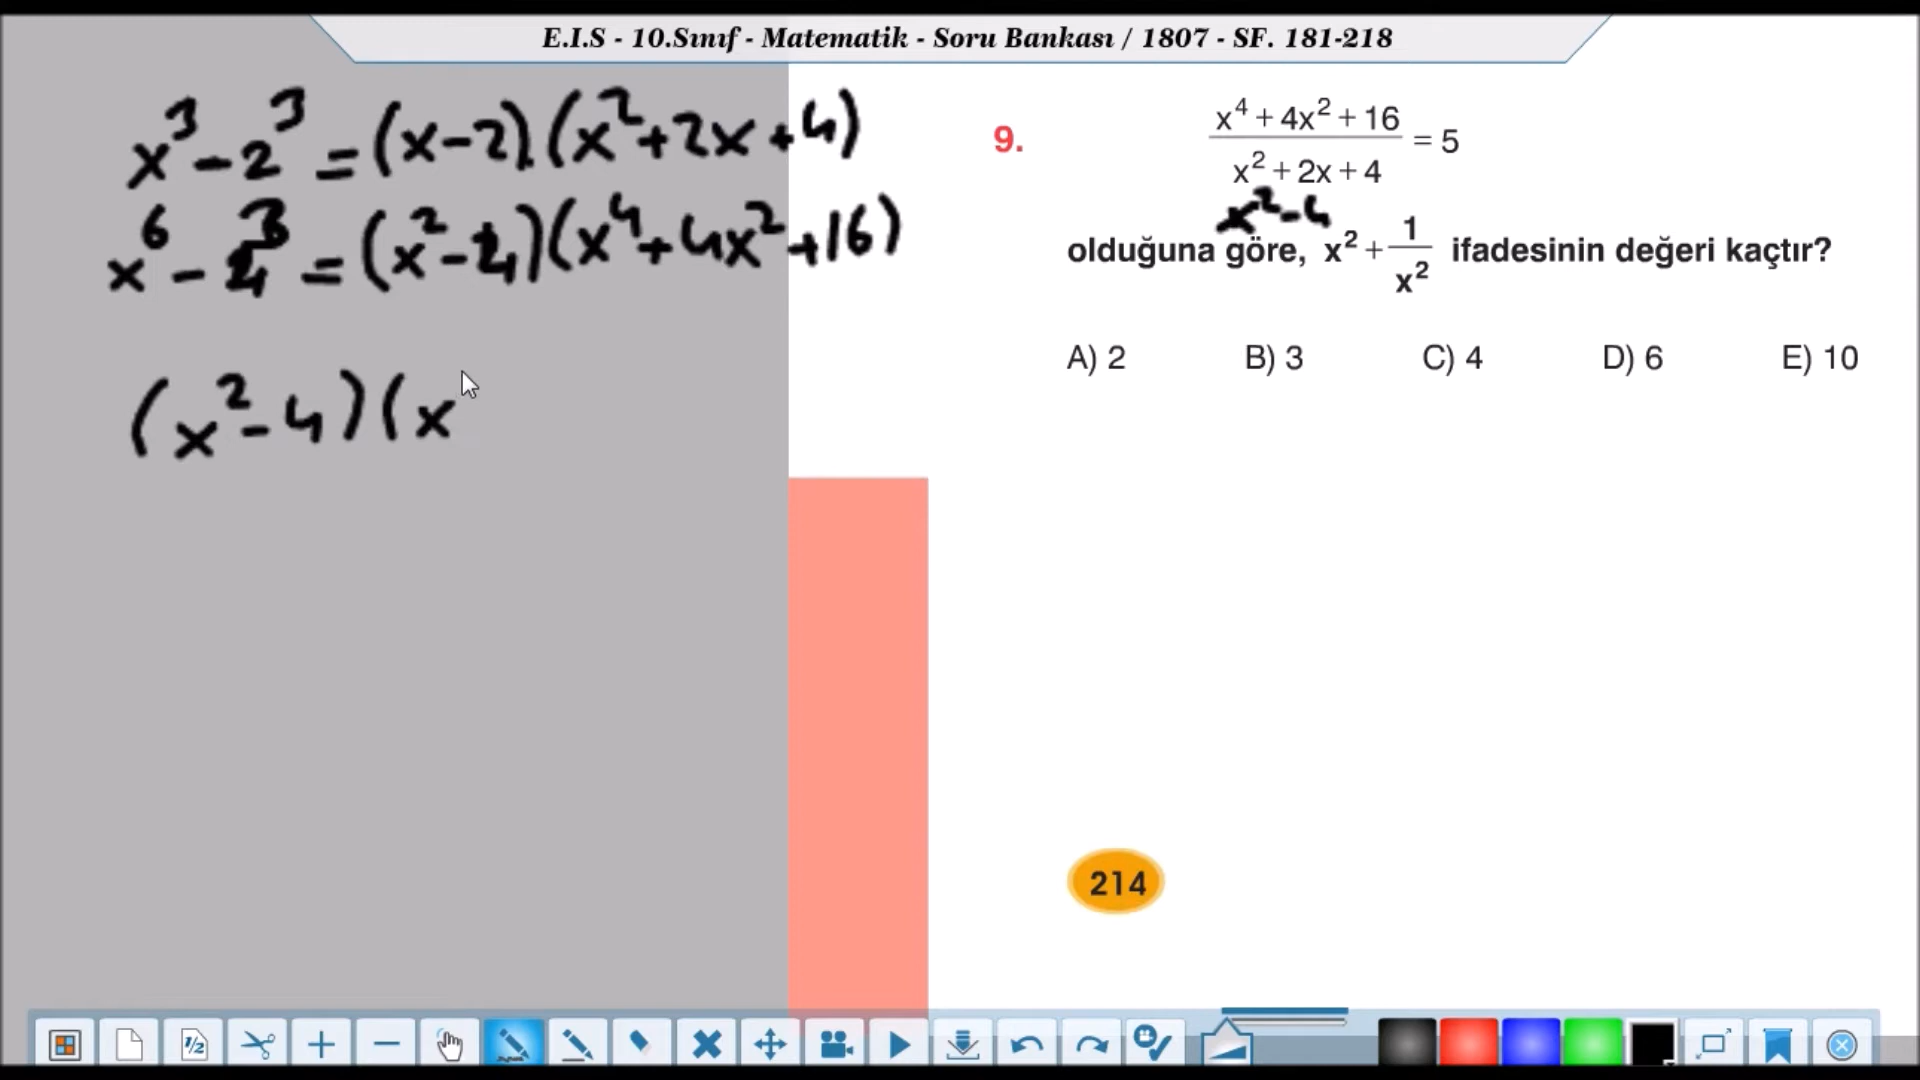 E.I.S - 10.Sınıf - Matematik - Soru Bankası / 1807 - SF. 181-218
x³ - 2³ = (x-2).(x²+2x+4)
x⁶ - 4³ = (x²-4)(x⁴+4x²+16)
(x²-4)(x
9.
x⁴ + 4x² + 16
= 5
x² + 2x + 4
x²-4
olduğuna göre, x² + 1/x² ifadesinin değeri kaçtır?
A) 2 B) 3 C) 4 D) 6 E) 10
214
1/2